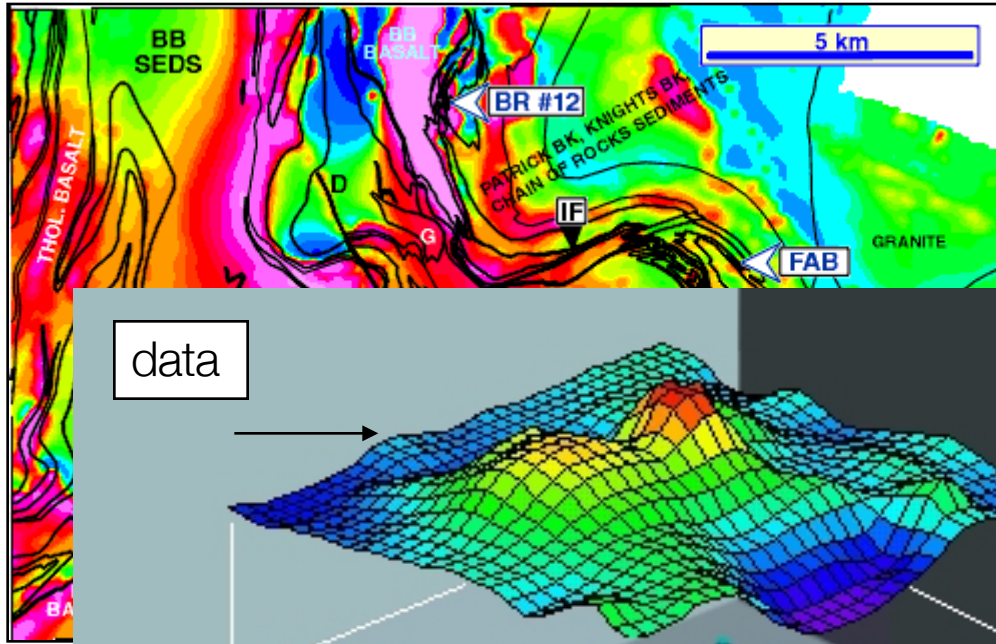 BB
SEDS
BB
BASALT
5 km
BR #12
THOL. BASALT
PATRICK BK, KNIGHTS BK,
CHAIN OF ROCKS SEDIMENTS
D
IF
G
GRANITE
FAB
data
BA